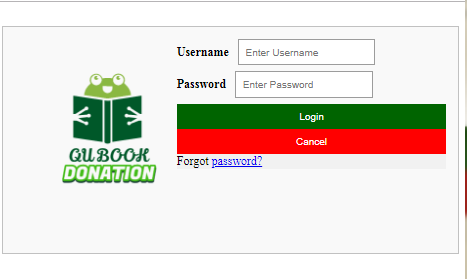 Username Enter Username
Password Enter Password
QU BOOK
DONATION
Login
Cancel
Forgot password?